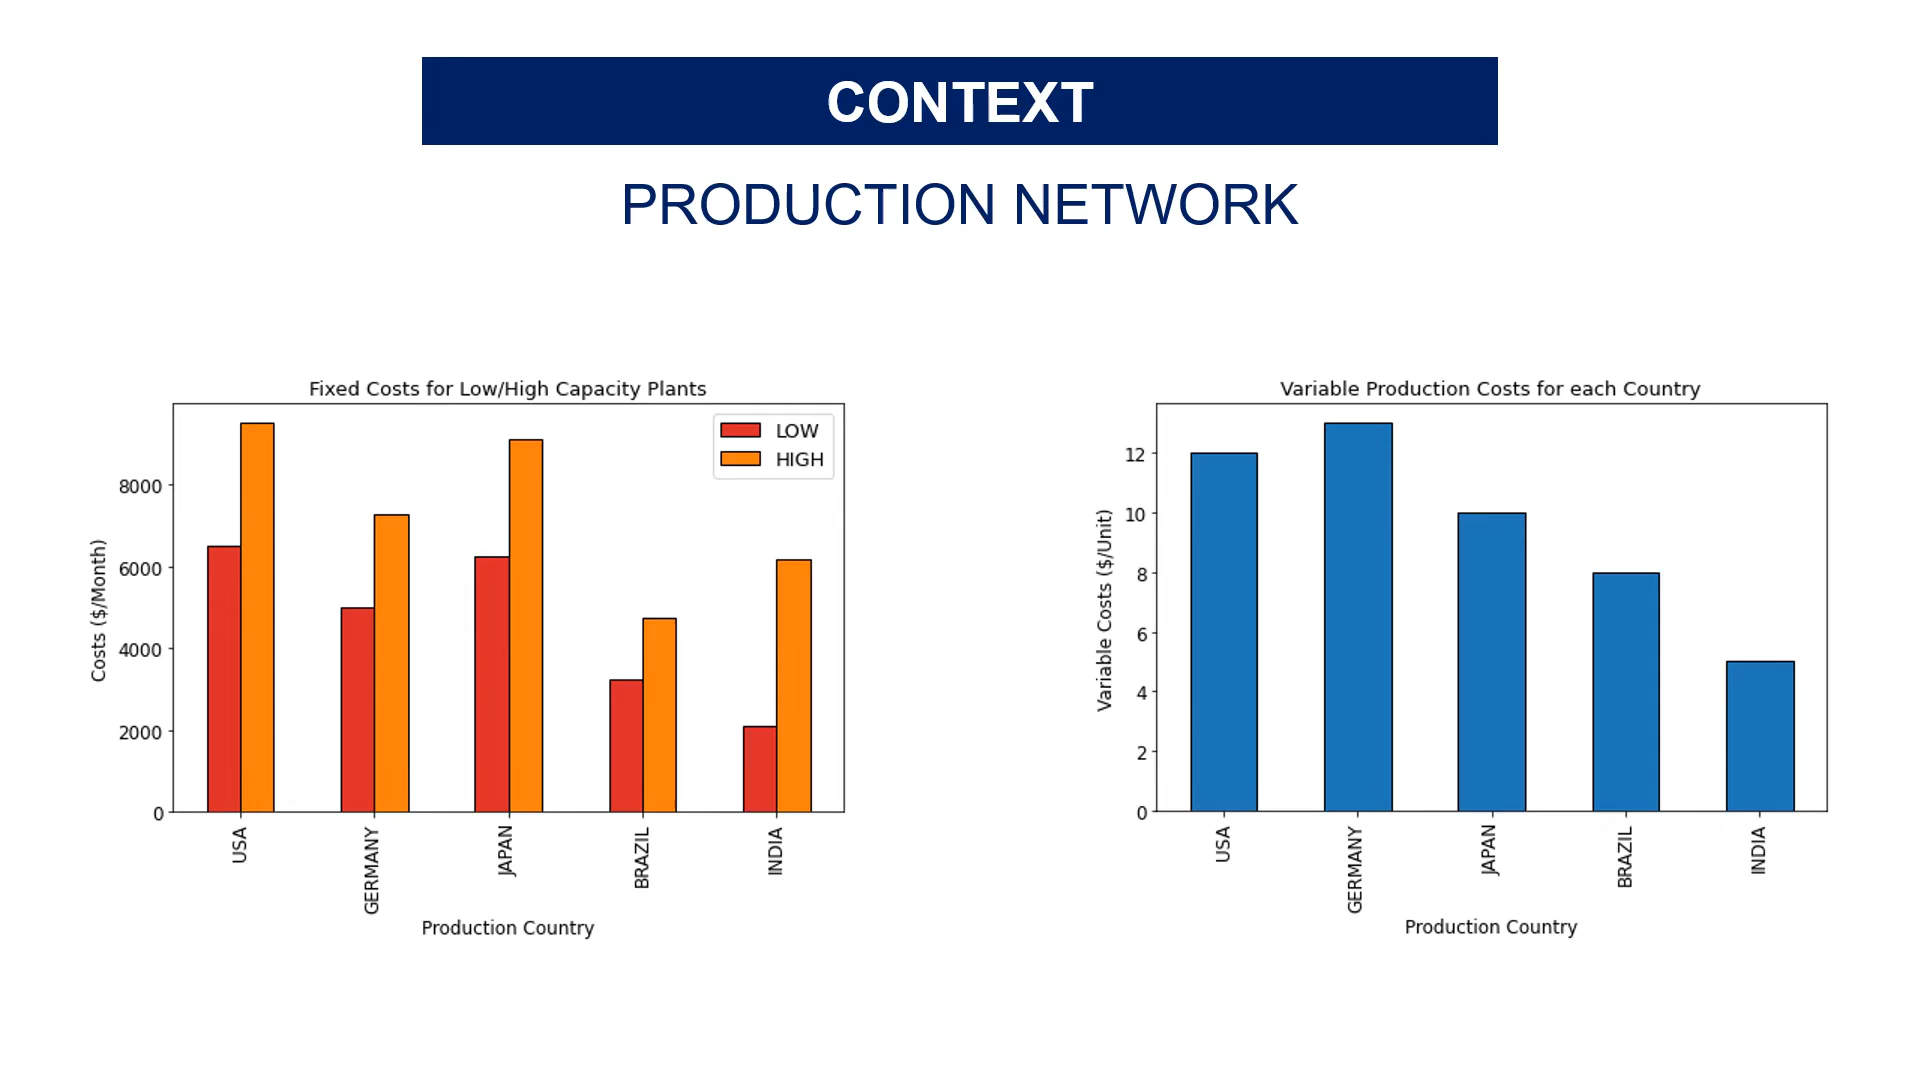 CONTEXT
PRODUCTION NETWORK
Fixed Costs for Low/High Capacity Plants
LOW
HIGH
8000
6000
4000
2000
0
Costs ($/Month)
USA
GERMANY
JAPAN
BRAZIL
INDIA
Production Country
Variable Production Costs for each Country
12
10
8
6
4
2
0
Variable Costs ($/Unit)
USA
GERMANY
JAPAN
BRAZIL
INDIA
Production Country